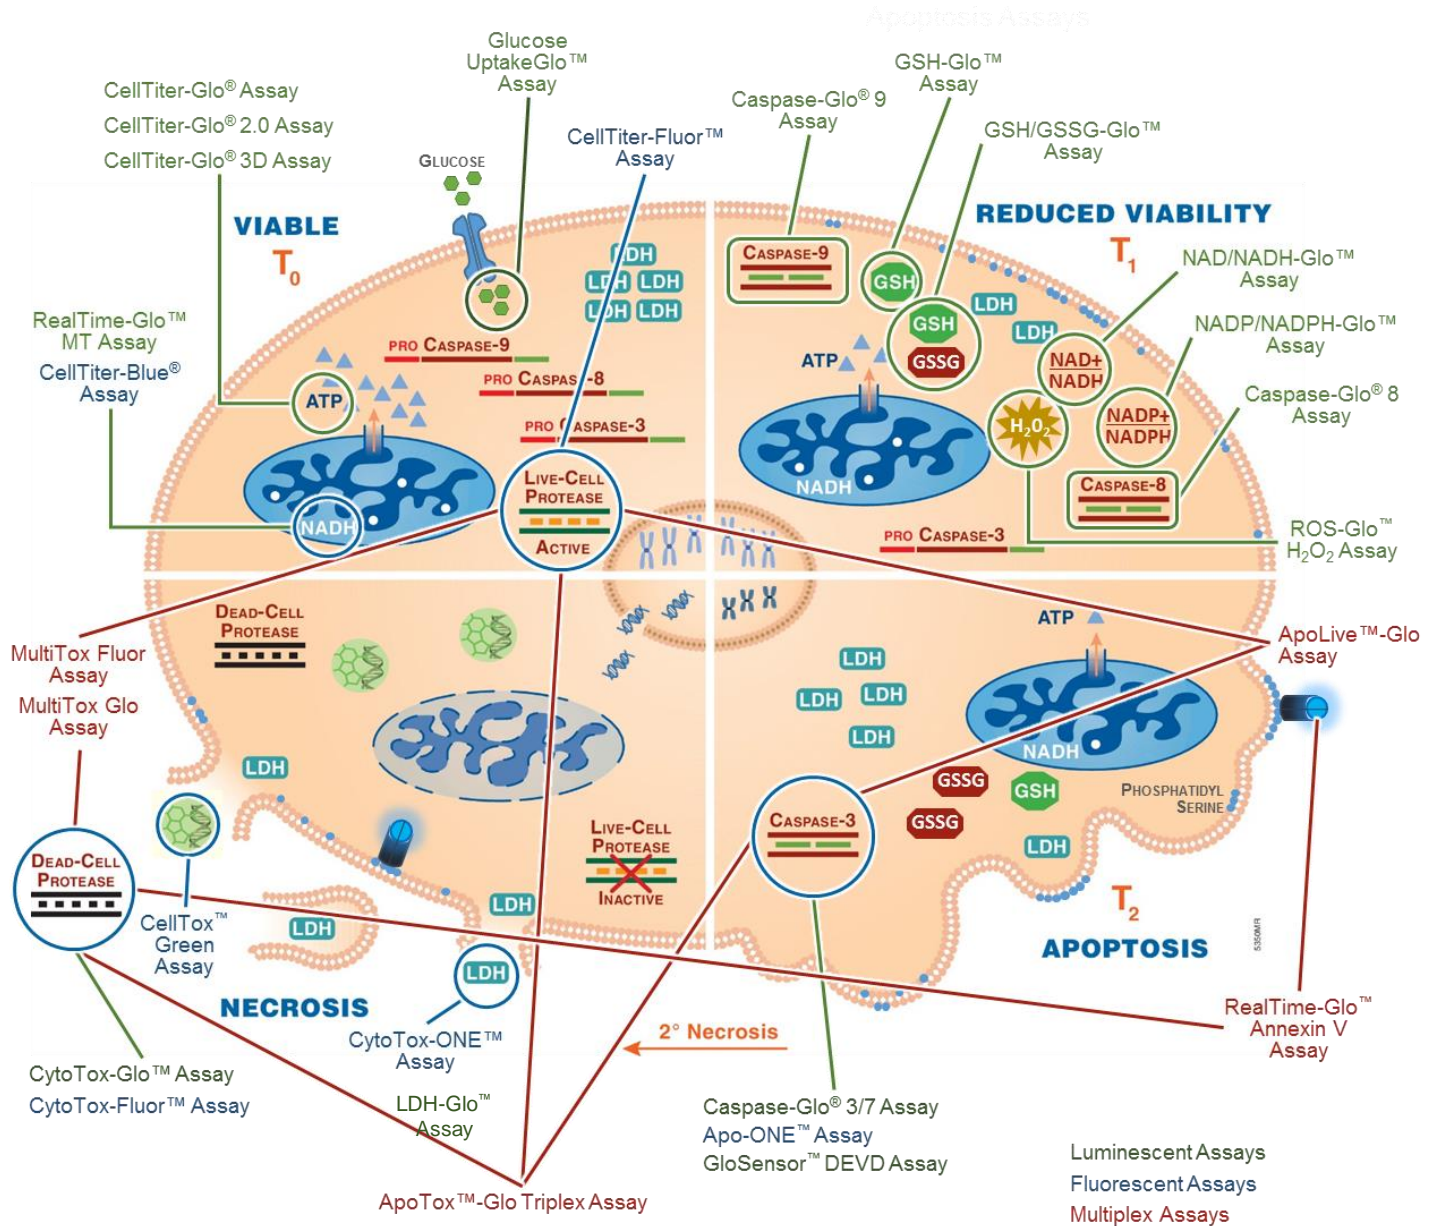 Apoptosis Assays
Glucose
UptakeGlo™
Assay
GSH-Glo™
Assay
CellTiter-Glo® Assay
CellTiter-Glo® 2.0 Assay
CellTiter-Glo® 3D Assay
Caspase-Glo® 9
Assay
GSH/GSSG-Glo™
Assay
CellTiter-Fluor™
Assay
GLUCOSE
VIABLE
T0
REDUCED VIABILITY
T1
LDH
LDH
LDH
LDH
LDH
CASPASE-9
GSH
GSH
GSSG
LDH
LDH
NAD/NADH-Glo™
Assay
NADP/NADPH-Glo™
Assay
RealTime-Glo™
MT Assay
CellTiter-Blue®
Assay
PRO CASPASE-9
PRO CASPASE-8
PRO CASPASE-3
ATP
ATP
NAD+
NADH
H2O2
NADP+
NADPH
Caspase-Glo® 8
Assay
LIVE-CELL
PROTEASE
ACTIVE
NADH
NADH
CASPASE-8
PRO CASPASE-3
ROS-Glo™
H2O2 Assay
DEAD-CELL
PROTEASE
ATP
ApoLive™-Glo
Assay
MultiTox Fluor
Assay
MultiTox Glo
Assay
LDH
LDH
LDH
LDH
NADH
LDH
GSSG
GSH
GSSG
PHOSPHATIDYL
SERINE
LDH
CASPASE-3
LIVE-CELL
PROTEASE
INACTIVE
DEAD-CELL
PROTEASE
LDH
LDH
LDH
T2
APOPTOSIS
5350MR
CellTox™
Green
Assay
NECROSIS
CytoTox-ONE™
Assay
2° Necrosis
RealTime-Glo™
Annexin V
Assay
CytoTox-Glo™ Assay
CytoTox-Fluor™ Assay
LDH-Glo™
Assay
Caspase-Glo® 3/7 Assay
Apo-ONE™ Assay
GloSensor™ DEVD Assay
ApoTox™-Glo Triplex Assay
Luminescent Assays
Fluorescent Assays
Multiplex Assays